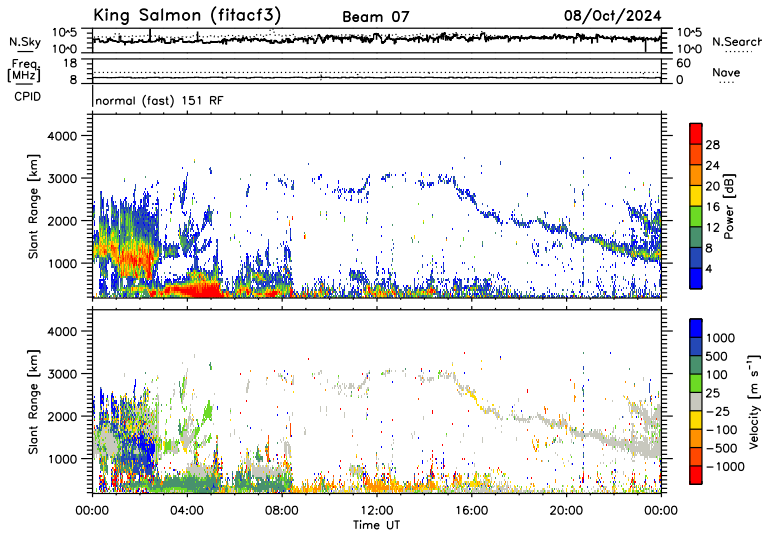 King Salmon (fitacf3) Beam 07 08/Oct/2024
N.Sky 10^5 10^0 10^5 10^0 N.Search
Freq. [MHz] 18 8 60 0 Nave
CPID normal (fast) 151 RF
Slant Range [km] 4000 3000 2000 1000
28 24 20 16 12 8 4 Power [dB]
Slant Range [km] 4000 3000 2000 1000
1000 500 100 25 −25 −100 −500 −1000 Velocity [m s⁻¹]
00:00 04:00 08:00 12:00 16:00 20:00 00:00
Time UT